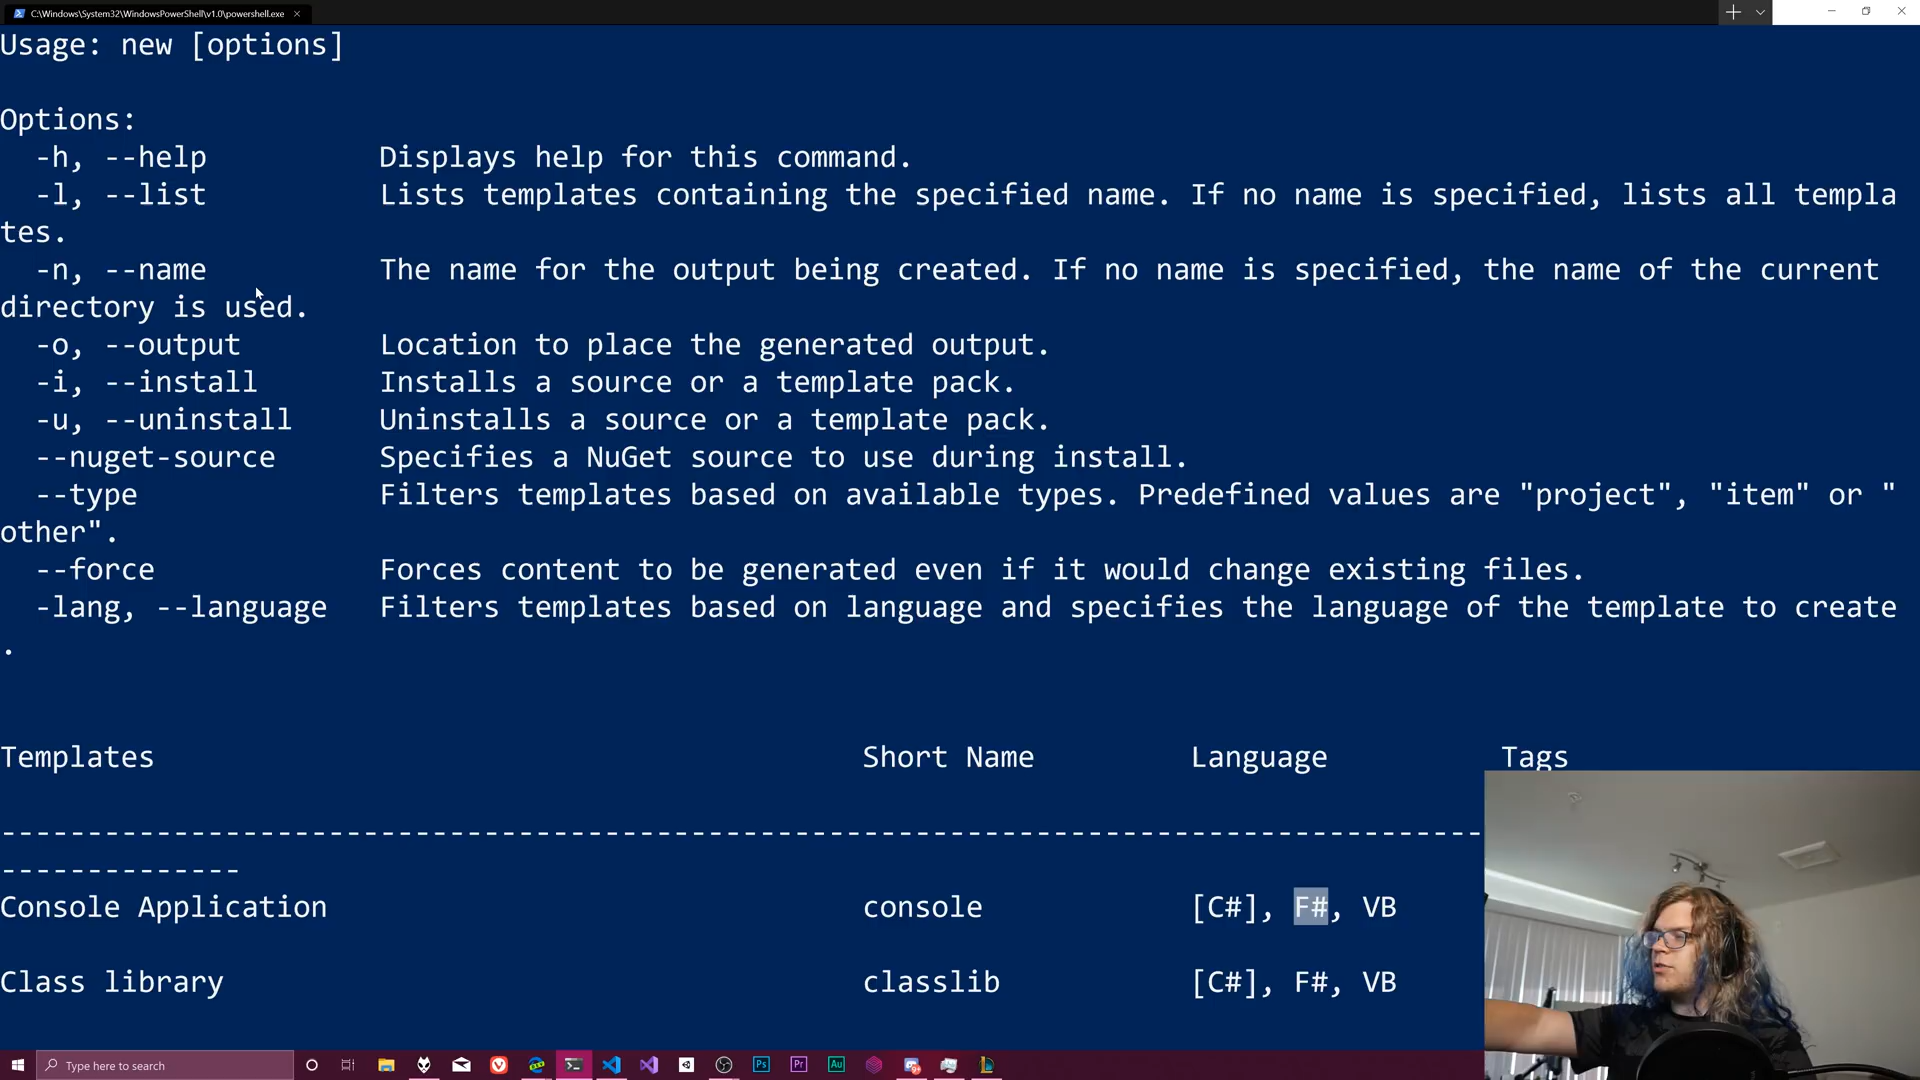 C:\Windows\System32\WindowsPowerShell\v1.0\powershell.exe
Usage: new [options]
Options:
-h, --help Displays help for this command.
-l, --list Lists templates containing the specified name. If no name is specified, lists all templa
tes.
-n, --name The name for the output being created. If no name is specified, the name of the current
directory is used.
-o, --output Location to place the generated output.
-i, --install Installs a source or a template pack.
-u, --uninstall Uninstalls a source or a template pack.
--nuget-source Specifies a NuGet source to use during install.
--type Filters templates based on available types. Predefined values are "project", "item" or "
other".
--force Forces content to be generated even if it would change existing files.
-lang, --language Filters templates based on language and specifies the language of the template to create
.
Templates Short Name Language Tags
--------------------------------------------------------------------------------------
--------------
Console Application console [C#], F#, VB
Class library classlib [C#], F#, VB
Type here to search
Ps
Pr
Au